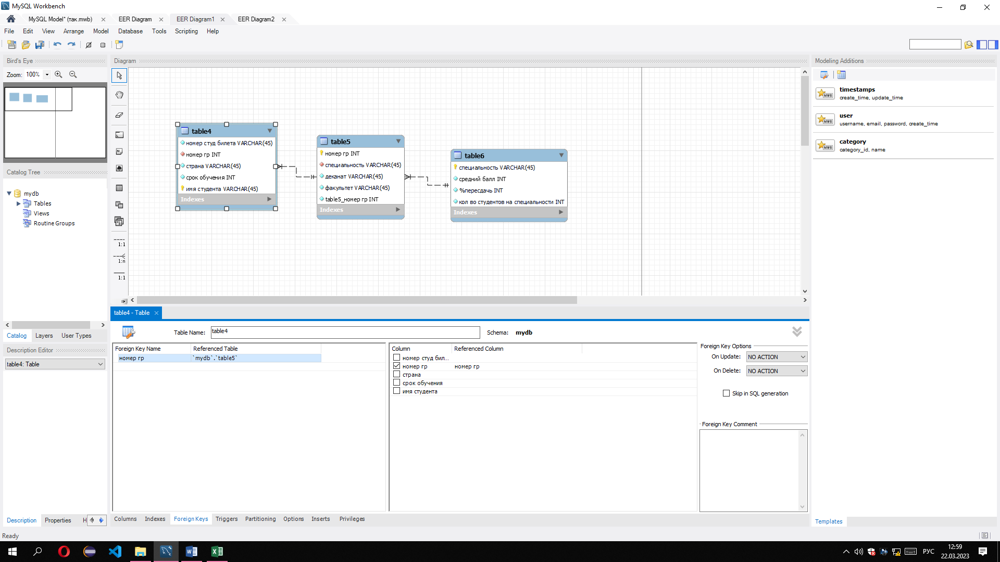 MySQL Workbench
MySQL Model* (так.mwb)
EER Diagram
EER Diagram1
EER Diagram2
File Edit View Arrange Model Database Tools Scripting Help
Bird's Eye
Zoom: 100%
Diagram
Modeling Additions
timestamps
create_time, update_time
user
username, email, password, create_time
category
category_id, name
table4
номер студ билета VARCHAR(45)
номер гр INT
страна VARCHAR(45)
срок обучения INT
имя студента VARCHAR(45)
Indexes
table5
номер гр INT
специальность VARCHAR(45)
деканат VARCHAR(45)
факультет VARCHAR(45)
table5_номер гр INT
Indexes
table6
специальность VARCHAR(45)
средний балл INT
%пересдачь INT
кол во студентов на специальности INT
Indexes
1:1
1:n
1:1
Catalog Tree
mydb
Tables
Views
Routine Groups
Catalog Layers User Types
Description Editor
table4: Table
Description Properties H
table4 - Table
Table Name: table4
Schema: mydb
Foreign Key Name Referenced Table
номер гр `mydb`.`table5`
Column Referenced Column
номер студ бил...
номер гр номер гр
страна
срок обучения
имя студента
Foreign Key Options
On Update: NO ACTION
On Delete: NO ACTION
Skip in SQL generation
Foreign Key Comment
Columns Indexes Foreign Keys Triggers Partitioning Options Inserts Privileges
Templates
Ready
РУС
12:59
22.03.2023